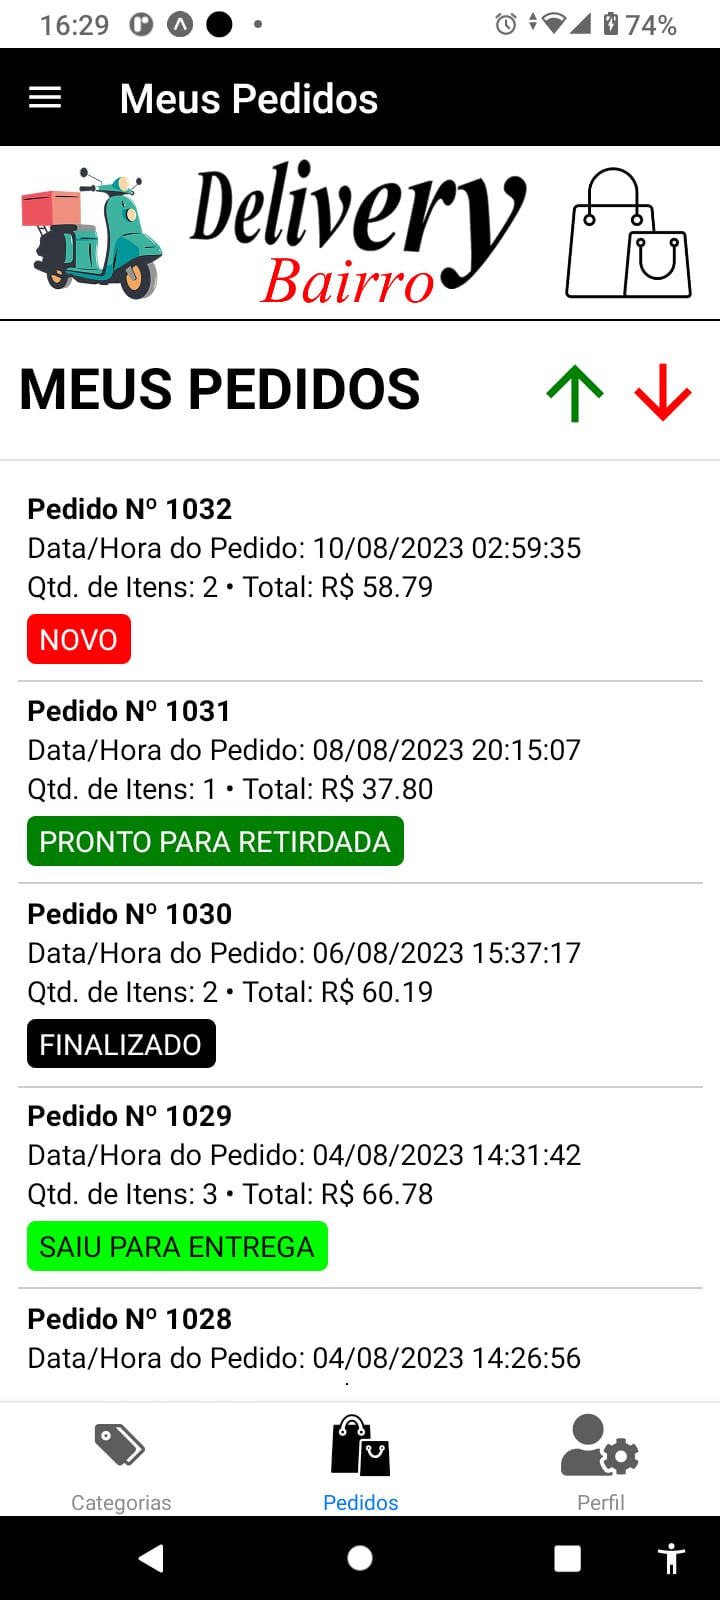 16:29
74%
Meus Pedidos
Delivery
Bairro
MEUS PEDIDOS
Pedido Nº 1032
Data/Hora do Pedido: 10/08/2023 02:59:35
Qtd. de Itens: 2 • Total: R$ 58.79
NOVO
Pedido Nº 1031
Data/Hora do Pedido: 08/08/2023 20:15:07
Qtd. de Itens: 1 • Total: R$ 37.80
PRONTO PARA RETIRDADA
Pedido Nº 1030
Data/Hora do Pedido: 06/08/2023 15:37:17
Qtd. de Itens: 2 • Total: R$ 60.19
FINALIZADO
Pedido Nº 1029
Data/Hora do Pedido: 04/08/2023 14:31:42
Qtd. de Itens: 3 • Total: R$ 66.78
SAIU PARA ENTREGA
Pedido Nº 1028
Data/Hora do Pedido: 04/08/2023 14:26:56
Categorias
Pedidos
Perfil